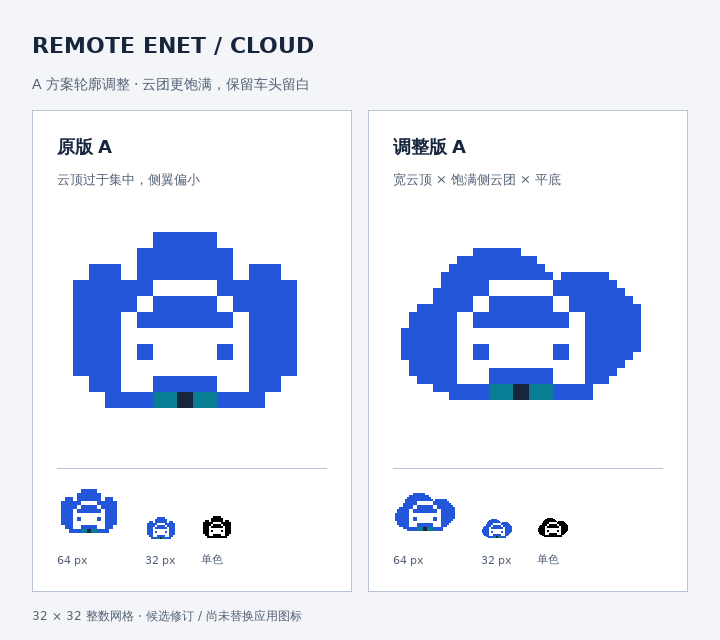 REMOTE ENET / CLOUD
A 方案轮廓调整 · 云团更饱满，保留车头留白
原版 A
云顶过于集中，侧翼偏小
64 px
32 px
单色
调整版 A
宽云顶 × 饱满侧云团 × 平底
64 px
32 px
单色
32 × 32 整数网格 · 候选修订 / 尚未替换应用图标